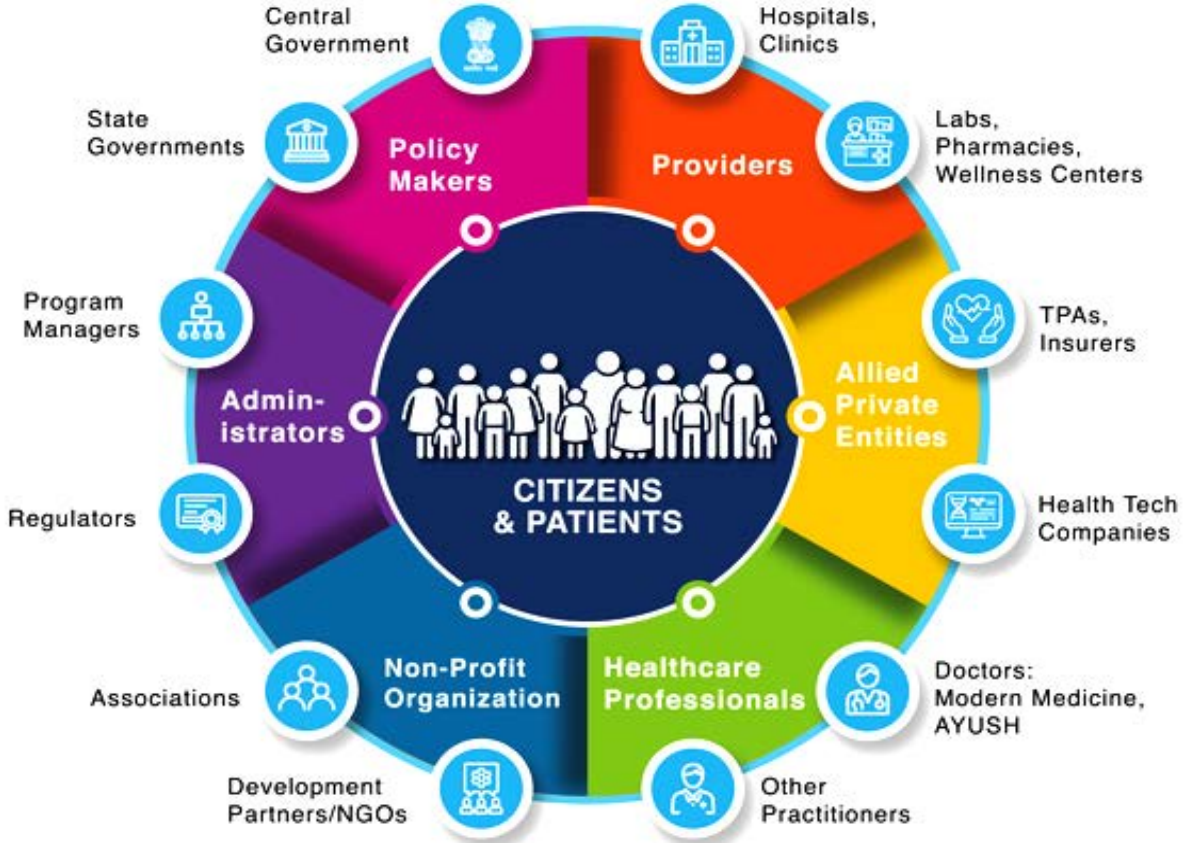 Central
Government
Hospitals,
Clinics
State
Governments
Policy
Makers
Providers
Labs,
Pharmacies,
Wellness Centers
Program
Managers
Admin-
istrators
Allied
Private
Entities
TPAs,
Insurers
CITIZENS
& PATIENTS
Regulators
Health Tech
Companies
Associations
Non-Profit
Organization
Healthcare
Professionals
Doctors:
Modern Medicine,
AYUSH
Development
Partners/NGOs
Other
Practitioners